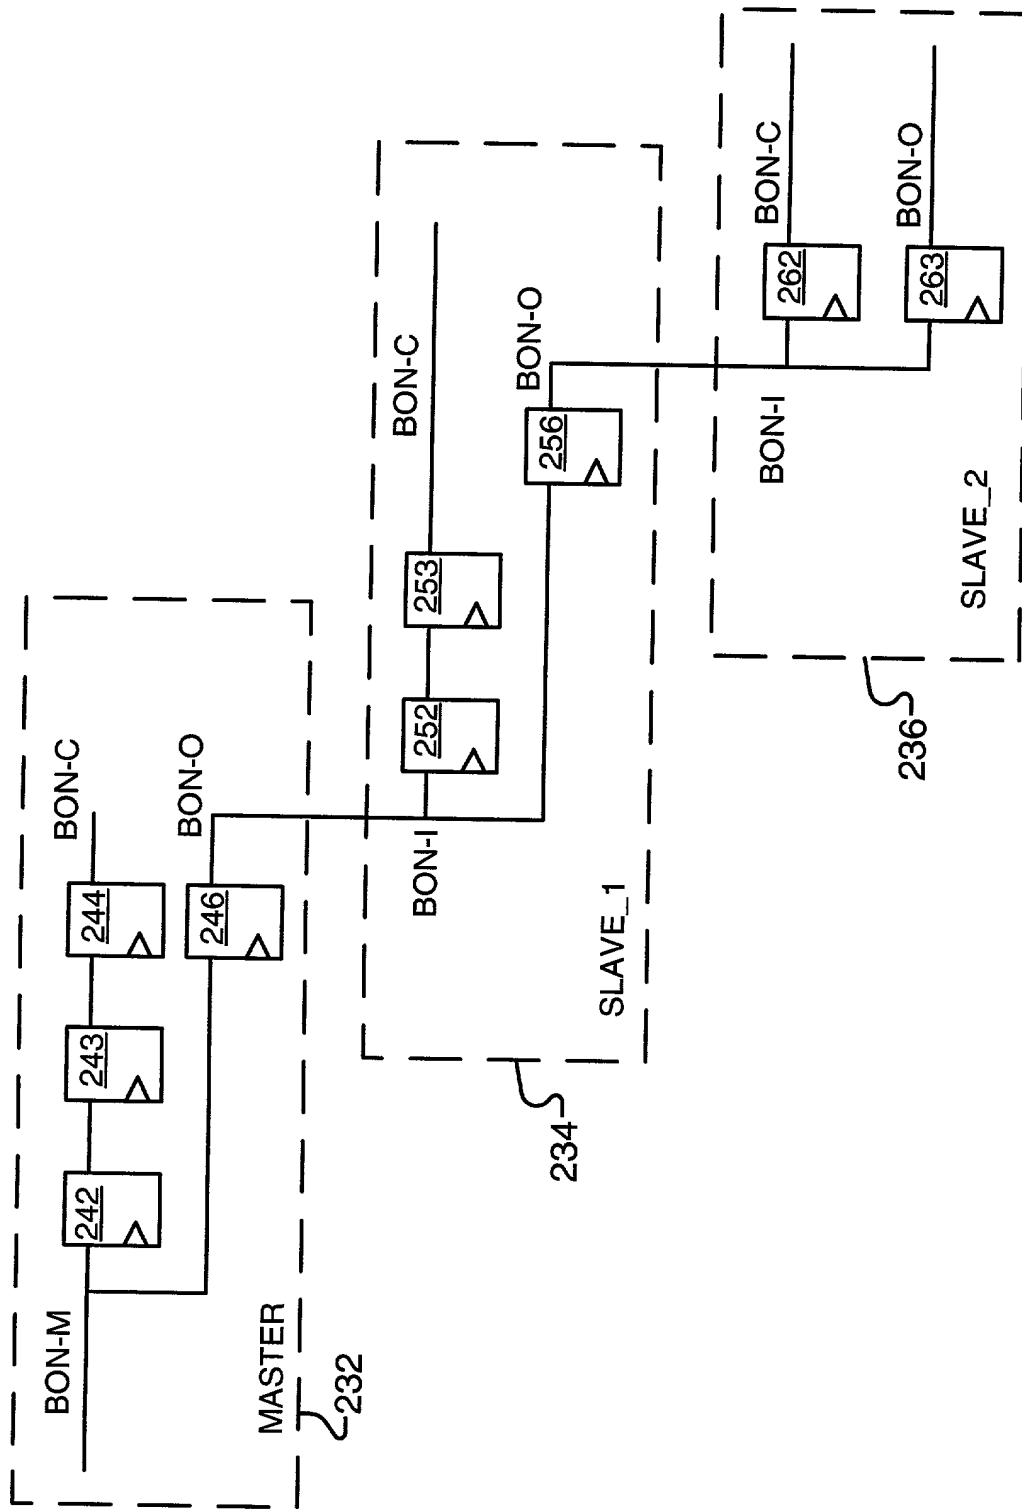 BON-M
242
243
244
BON-C
246
BON-O
MASTER
232
BON-I
252
253
BON-C
256
BON-O
SLAVE_1
234
BON-I
262
BON-C
263
BON-O
SLAVE_2
236